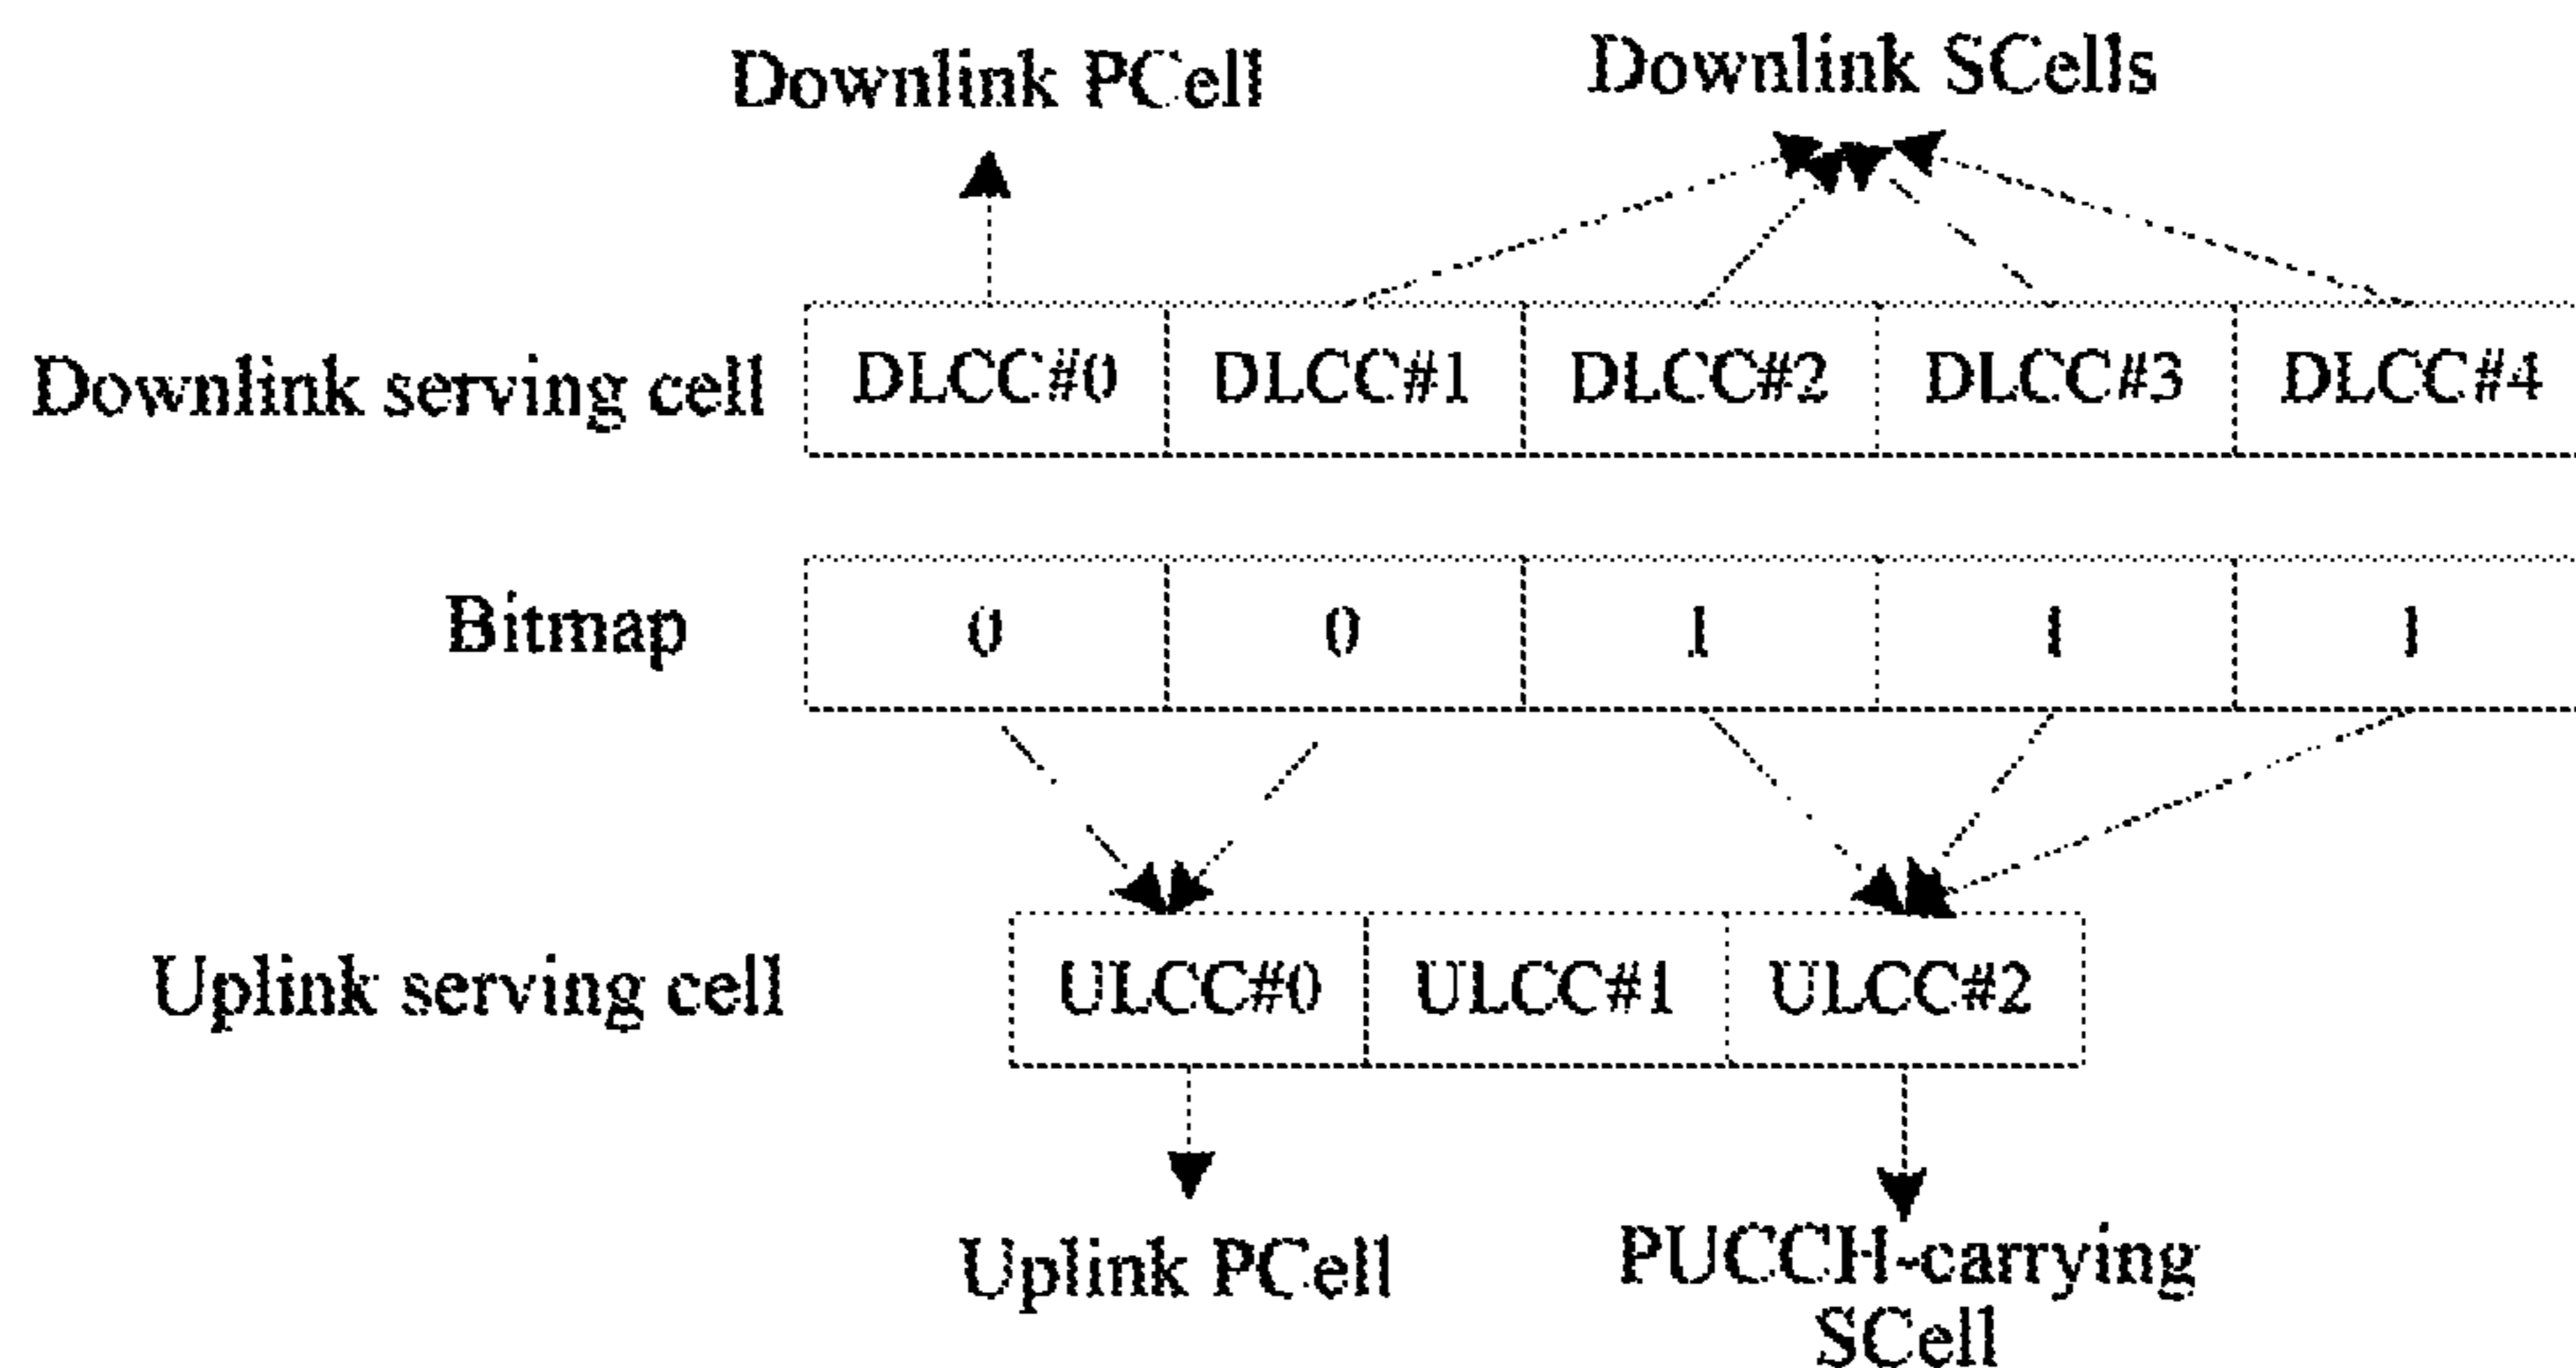 Downlink PCell Downlink SCells
Downlink serving cell DLCC#0 DLCC#1 DLCC#2 DLCC#3 DLCC#4
Bitmap 0 0 1 1 1
Uplink serving cell ULCC#0 ULCC#1 ULCC#2
Uplink PCell PUCCH-carrying
SCell